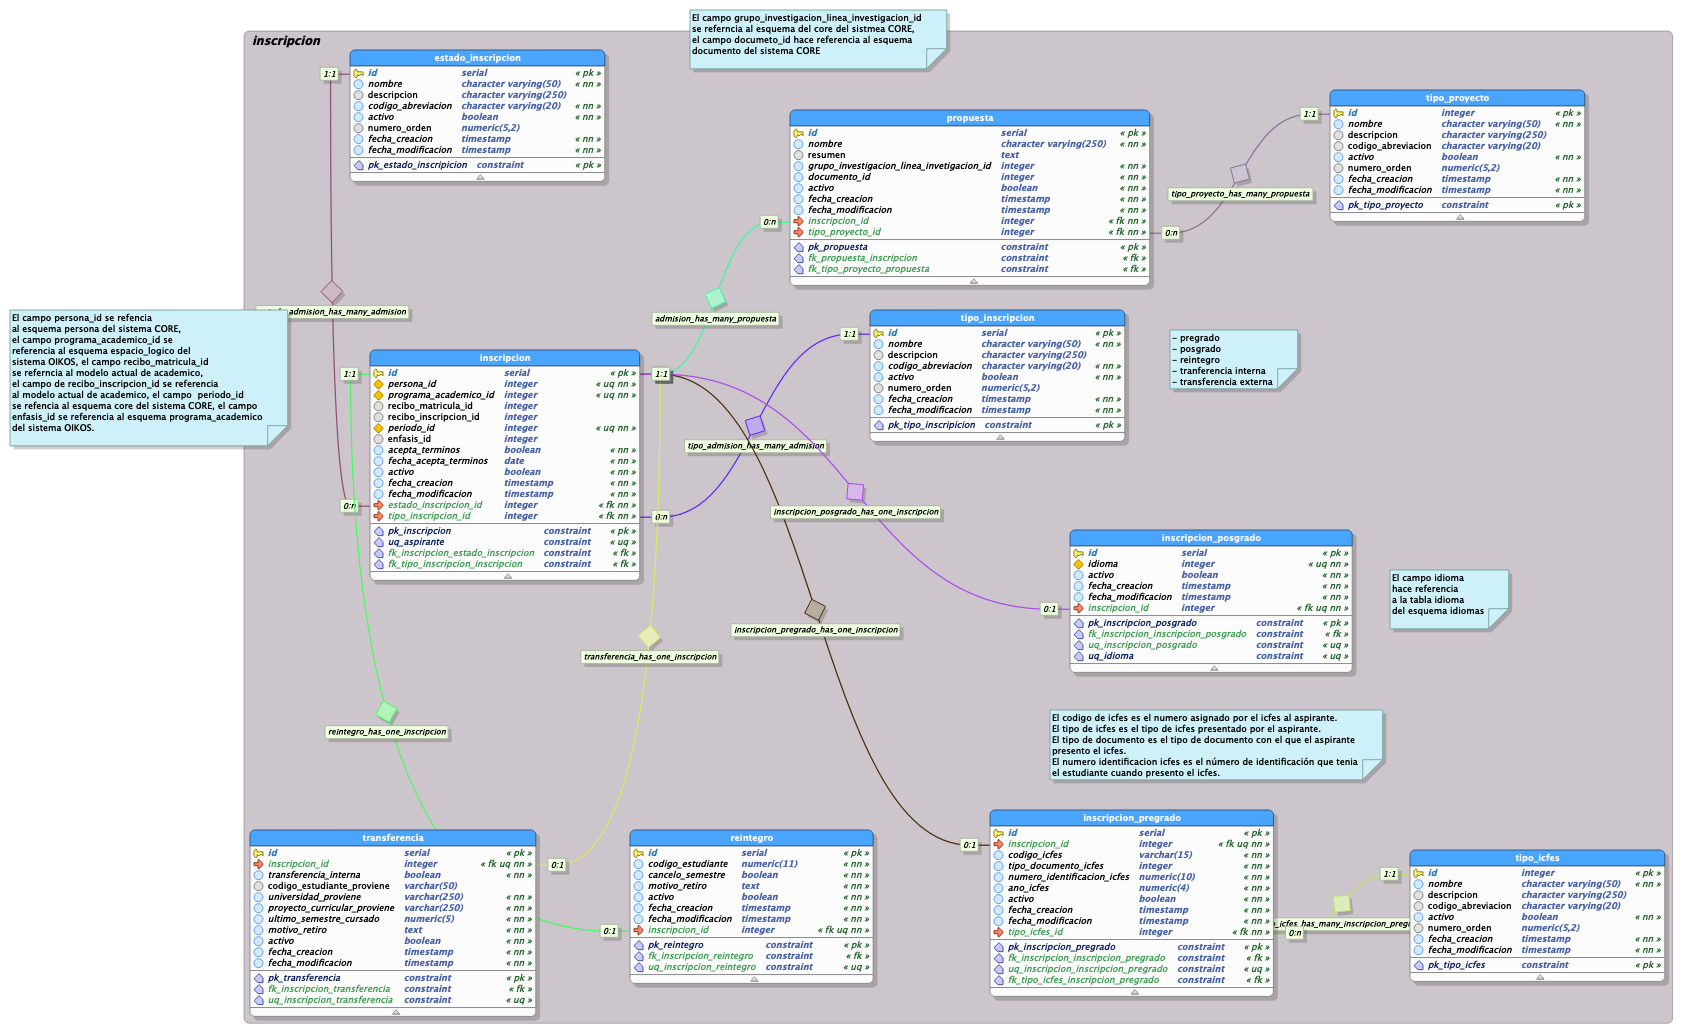 El campo grupo_investigacion_linea_investigacion_id
se referncia al esquema del core del sistmea CORE,
el campo documeto_id hace referencia al esquema
documento del sistema CORE
inscripcion
estado_inscripcion
id serial « pk »
nombre character varying(50) « nn »
descripcion character varying(250)
codigo_abreviacion character varying(20) « nn »
activo boolean « nn »
numero_orden numeric(5,2)
fecha_creacion timestamp « nn »
fecha_modificacion timestamp « nn »
pk_estado_inscripicion constraint « pk »
1:1
propuesta
id serial « pk »
nombre character varying(250) « nn »
resumen text
grupo_investigacion_linea_invetigacion_id integer « nn »
documento_id integer « nn »
activo boolean « nn »
fecha_creacion timestamp « nn »
fecha_modificacion timestamp « nn »
inscripcion_id integer « fk nn »
tipo_proyecto_id integer « fk nn »
pk_propuesta constraint « pk »
fk_propuesta_inscripcion constraint « fk »
fk_tipo_proyecto_propuesta constraint « fk »
0:n
0:n
1:1
tipo_proyecto_has_many_propuesta
tipo_proyecto
id integer « pk »
nombre character varying(50) « nn »
descripcion character varying(250)
codigo_abreviacion character varying(20)
activo boolean « nn »
numero_orden numeric(5,2)
fecha_creacion timestamp « nn »
fecha_modificacion timestamp « nn »
pk_tipo_proyecto constraint « pk »
_admision_has_many_admision
El campo persona_id se refencia
al esquema persona del sistema CORE,
el campo programa_academico_id se
referencia al esquema espacio_logico del
sistema OIKOS, el campo recibo_matricula_id
se referncia al modelo actual de academico,
el campo de recibo_inscripcion_id se referencia
al modelo actual de academico, el campo periodo_id
se refencia al esquema core del sistema CORE, el campo
enfasis_id se referencia al esquema programa_academico
del sistema OIKOS.
admision_has_many_propuesta
inscripcion
id serial « pk »
persona_id integer « uq nn »
programa_academico_id integer « uq nn »
recibo_matricula_id integer
recibo_inscripcion_id integer
periodo_id integer « uq nn »
enfasis_id integer
acepta_terminos boolean « nn »
fecha_acepta_terminos date « nn »
activo boolean « nn »
fecha_creacion timestamp « nn »
fecha_modificacion timestamp « nn »
estado_inscripcion_id integer « fk nn »
tipo_inscripcion_id integer « fk nn »
pk_inscripcion constraint « pk »
uq_aspirante constraint « uq »
fk_inscripcion_estado_inscripcion constraint « fk »
fk_tipo_inscripcion_inscripcion constraint « fk »
1:1
0:n
1:1
0:n
1:1
tipo_inscripcion
id serial « pk »
nombre character varying(50) « nn »
descripcion character varying(250)
codigo_abreviacion character varying(20) « nn »
activo boolean « nn »
numero_orden numeric(5,2)
fecha_creacion timestamp « nn »
fecha_modificacion timestamp « nn »
pk_tipo_inscripicion constraint « pk »
- pregrado
- posgrado
- reintegro
- tranferencia interna
- transferencia externa
tipo_admision_has_many_admision
inscripcion_posgrado_has_one_inscripcion
inscripcion_posgrado
id serial « pk »
idioma integer « uq nn »
activo boolean « nn »
fecha_creacion timestamp « nn »
fecha_modificacion timestamp « nn »
inscripcion_id integer « fk uq nn »
pk_inscripcion_posgrado constraint « pk »
fk_inscripcion_inscripcion_posgrado constraint « fk »
uq_inscripcion_posgrado constraint « uq »
uq_idioma constraint « uq »
0:1
El campo idioma
hace referencia
a la tabla idioma
del esquema idiomas
inscripcion_pregrado_has_one_inscripcion
transferencia_has_one_inscripcion
reintegro_has_one_inscripcion
El codigo de icfes es el numero asignado por el icfes al aspirante.
El tipo de icfes es el tipo de icfes presentado por el aspirante.
El tipo de documento es el tipo de documento con el que el aspirante
presento el icfes.
El numero identificacion icfes es el número de identificación que tenia
el estudiante cuando presento el icfes.
transferencia
id serial « pk »
inscripcion_id integer « fk uq nn »
transferencia_interna boolean « nn »
codigo_estudiante_proviene varchar(50)
universidad_proviene varchar(250) « nn »
proyecto_curricular_proviene varchar(250) « nn »
ultimo_semestre_cursado numeric(5) « nn »
motivo_retiro text « nn »
activo boolean « nn »
fecha_creacion timestamp « nn »
fecha_modificacion timestamp « nn »
pk_transferencia constraint « pk »
fk_inscripcion_transferencia constraint « fk »
uq_inscripcion_transferencia constraint « uq »
0:1
0:1
reintegro
id serial « pk »
codigo_estudiante numeric(11) « nn »
cancelo_semestre boolean « nn »
motivo_retiro text « nn »
activo boolean « nn »
fecha_creacion timestamp « nn »
fecha_modificacion timestamp « nn »
inscripcion_id integer « fk uq nn »
pk_reintegro constraint « pk »
fk_inscripcion_reintegro constraint « fk »
uq_inscripcion_reintegro constraint « uq »
0:1
inscripcion_pregrado
id serial « pk »
inscripcion_id integer « fk uq nn »
codigo_icfes varchar(15) « nn »
tipo_documento_icfes integer « nn »
numero_identificacion_icfes numeric(10) « nn »
ano_icfes numeric(4) « nn »
activo boolean « nn »
fecha_creacion timestamp « nn »
fecha_modificacion timestamp « nn »
tipo_icfes_id integer « fk nn »
pk_inscripcion_pregrado constraint « pk »
fk_inscripcion_inscripcion_pregrado constraint « fk »
uq_inscripcion_inscripcion_pregrado constraint « uq »
fk_tipo_icfes_inscripcion_pregrado constraint « fk »
1:1
_icfes_has_many_inscripcion_preg
0:n
tipo_icfes
id integer « pk »
nombre character varying(50) « nn »
descripcion character varying(250)
codigo_abreviacion character varying(20)
activo boolean « nn »
numero_orden numeric(5,2)
fecha_creacion timestamp « nn »
fecha_modificacion timestamp « nn »
pk_tipo_icfes constraint « pk »